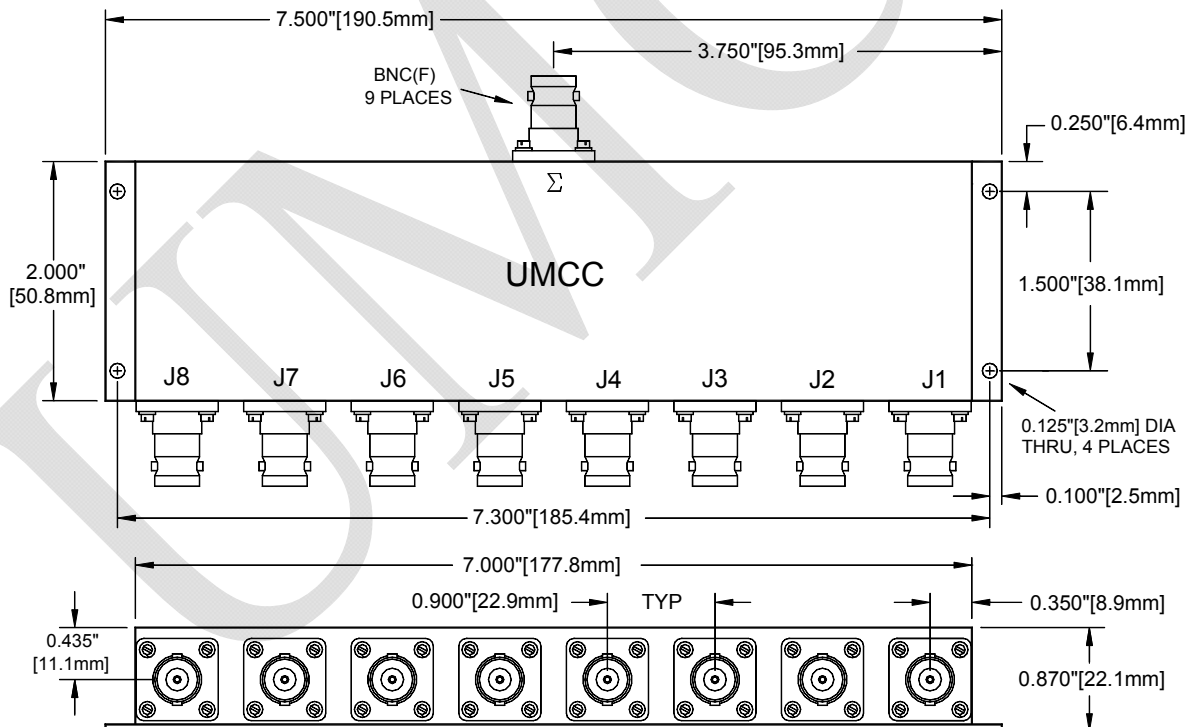 7.500"[190.5mm]
3.750"[95.3mm]
BNC(F)
9 PLACES
0.250"[6.4mm]
Σ
2.000"
[50.8mm]
UMCC
1.500"[38.1mm]
J8 J7 J6 J5 J4 J3 J2 J1
0.125"[3.2mm] DIA
THRU, 4 PLACES
0.100"[2.5mm]
7.300"[185.4mm]
7.000"[177.8mm]
0.900"[22.9mm] TYP
0.350"[8.9mm]
0.435"
[11.1mm]
0.870"[22.1mm]
UMC